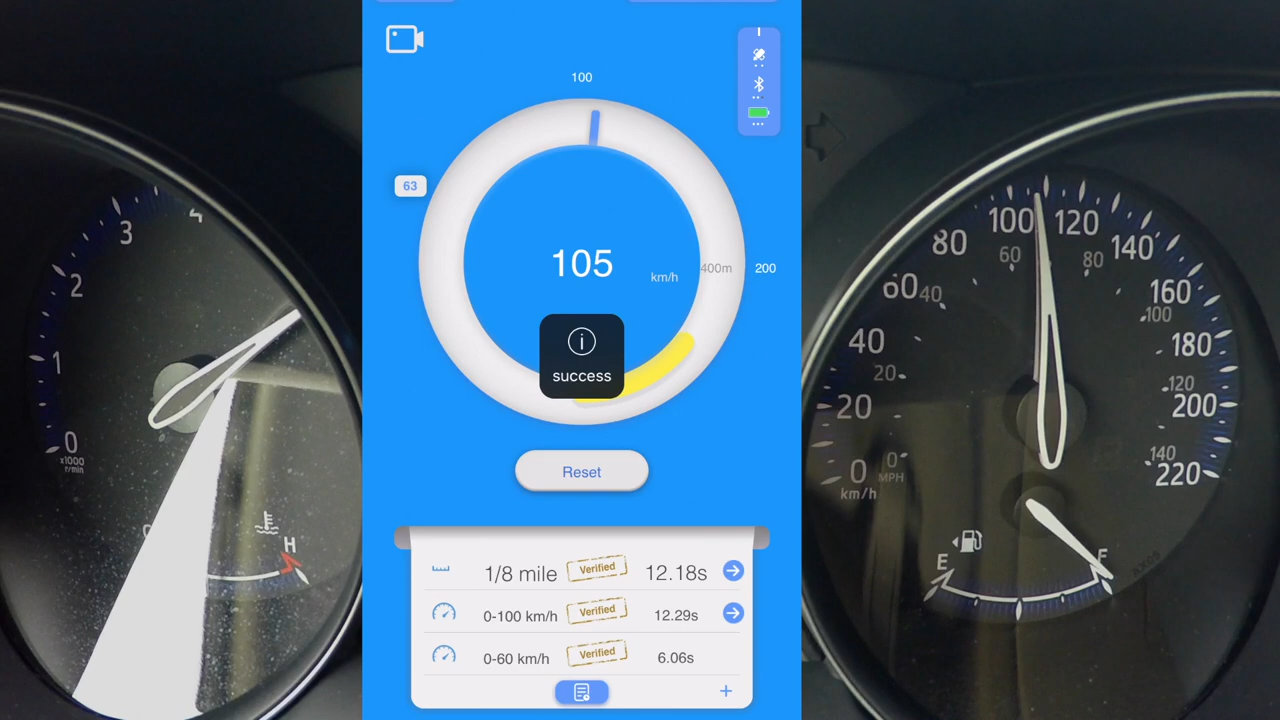 4
3
2
1
0
x1000
r/min
H
100
63
105
km/h
400m
200
success
Reset
1/8 mile Verified 12.18s
0-100 km/h Verified 12.29s
0-60 km/h Verified 6.06s
+
100 120
80 60 80 140
60 40 160
100
40 180
20 120
20 200
0 0 140
km/h MPH 220
E F